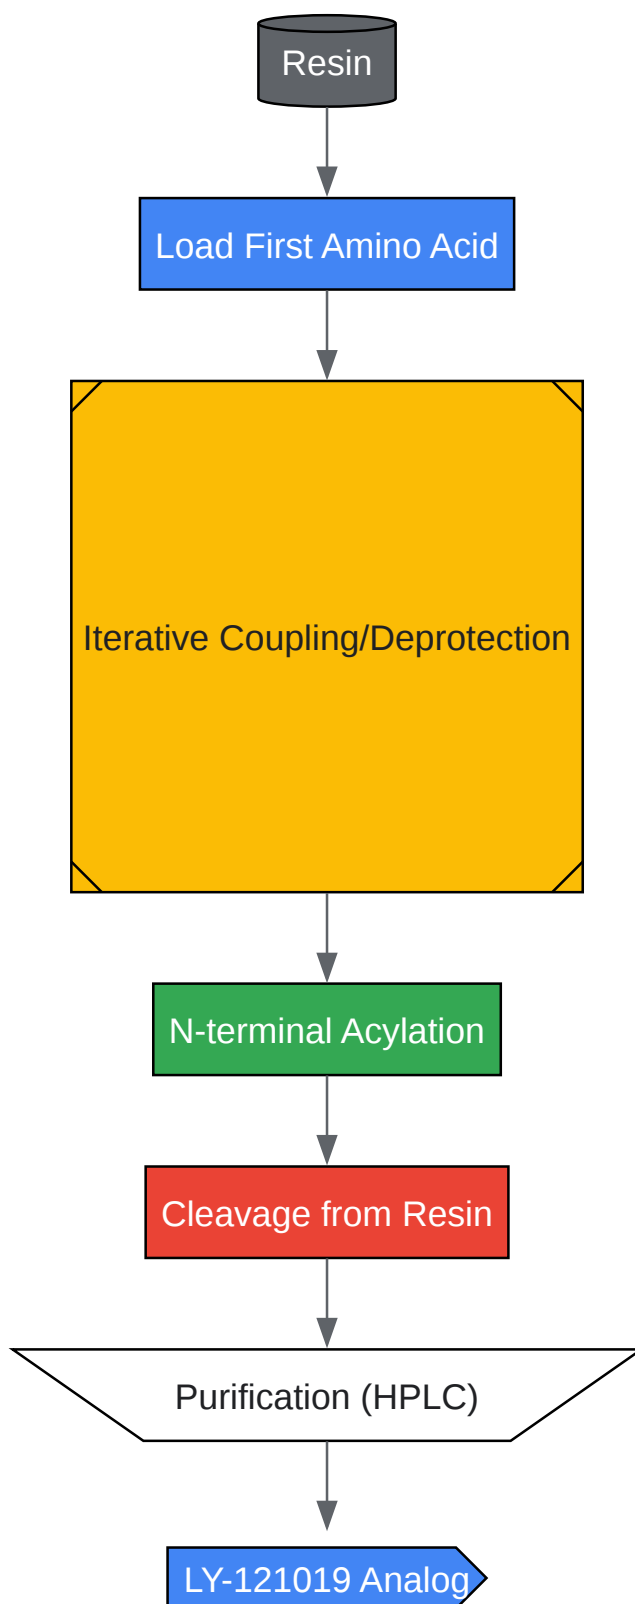 Resin
Load First Amino Acid
Iterative Coupling/Deprotection
N-terminal Acylation
Cleavage from Resin
Purification (HPLC)
LY-121019 Analog